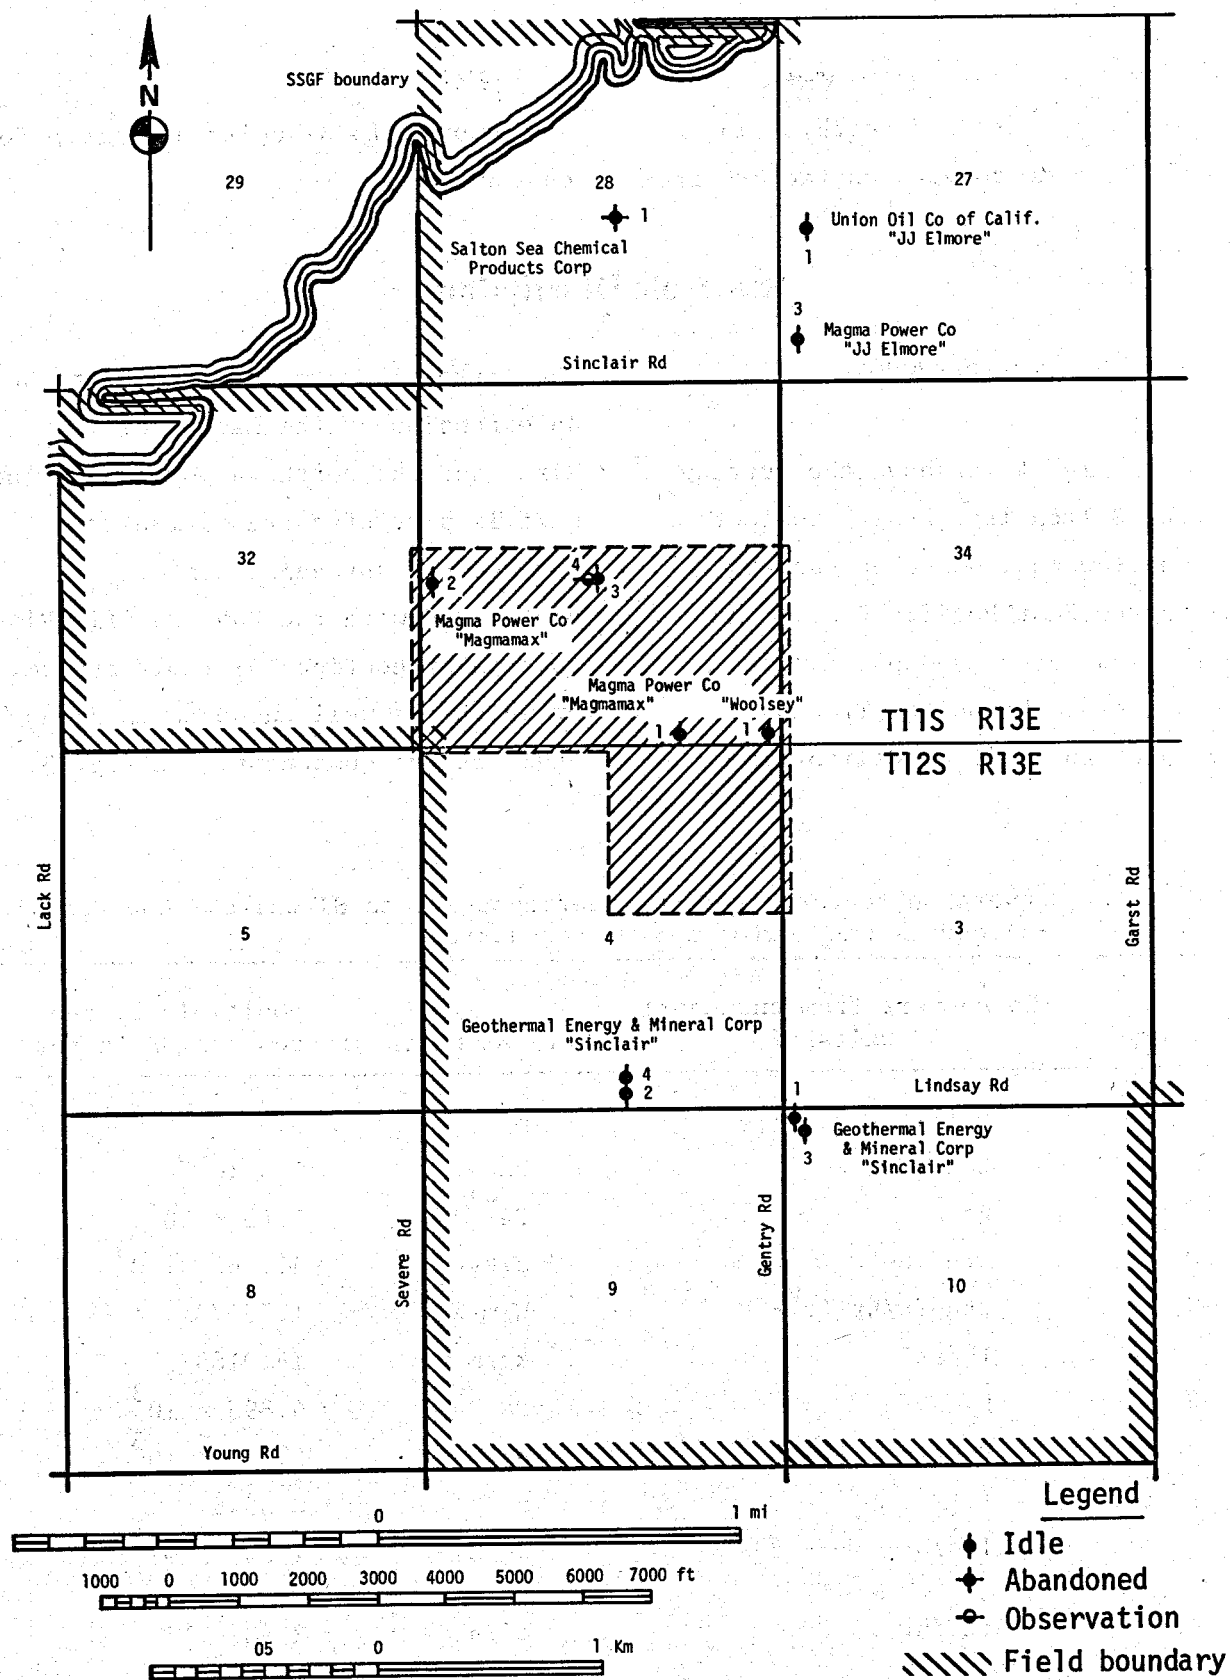 SSGF boundary
N
29
28
27
1
Union Oil Co of Calif.
"JJ Elmore"
1
Salton Sea Chemical
Products Corp
3
Magma Power Co
"JJ Elmore"
Sinclair Rd
32
34
2
4
3
Magma Power Co
"Magmamax"
Magma Power Co
"Magmamax"
"Woolsey"
1
1
T11S R13E
T12S R13E
Lack Rd
Garst Rd
5
4
3
Geothermal Energy & Mineral Corp
"Sinclair"
4
2
Lindsay Rd
1
3
Geothermal Energy
& Mineral Corp
"Sinclair"
Severe Rd
Gentry Rd
8
9
10
Young Rd
0
1 mi
1000 0 1000 2000 3000 4000 5000 6000 7000 ft
05 0 1 Km
Legend
Idle
Abandoned
Observation
Field boundary